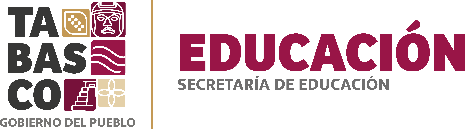 TA
BAS
CO
GOBIERNO DEL PUEBLO
EDUCACIÓN
SECRETARÍA DE EDUCACIÓN